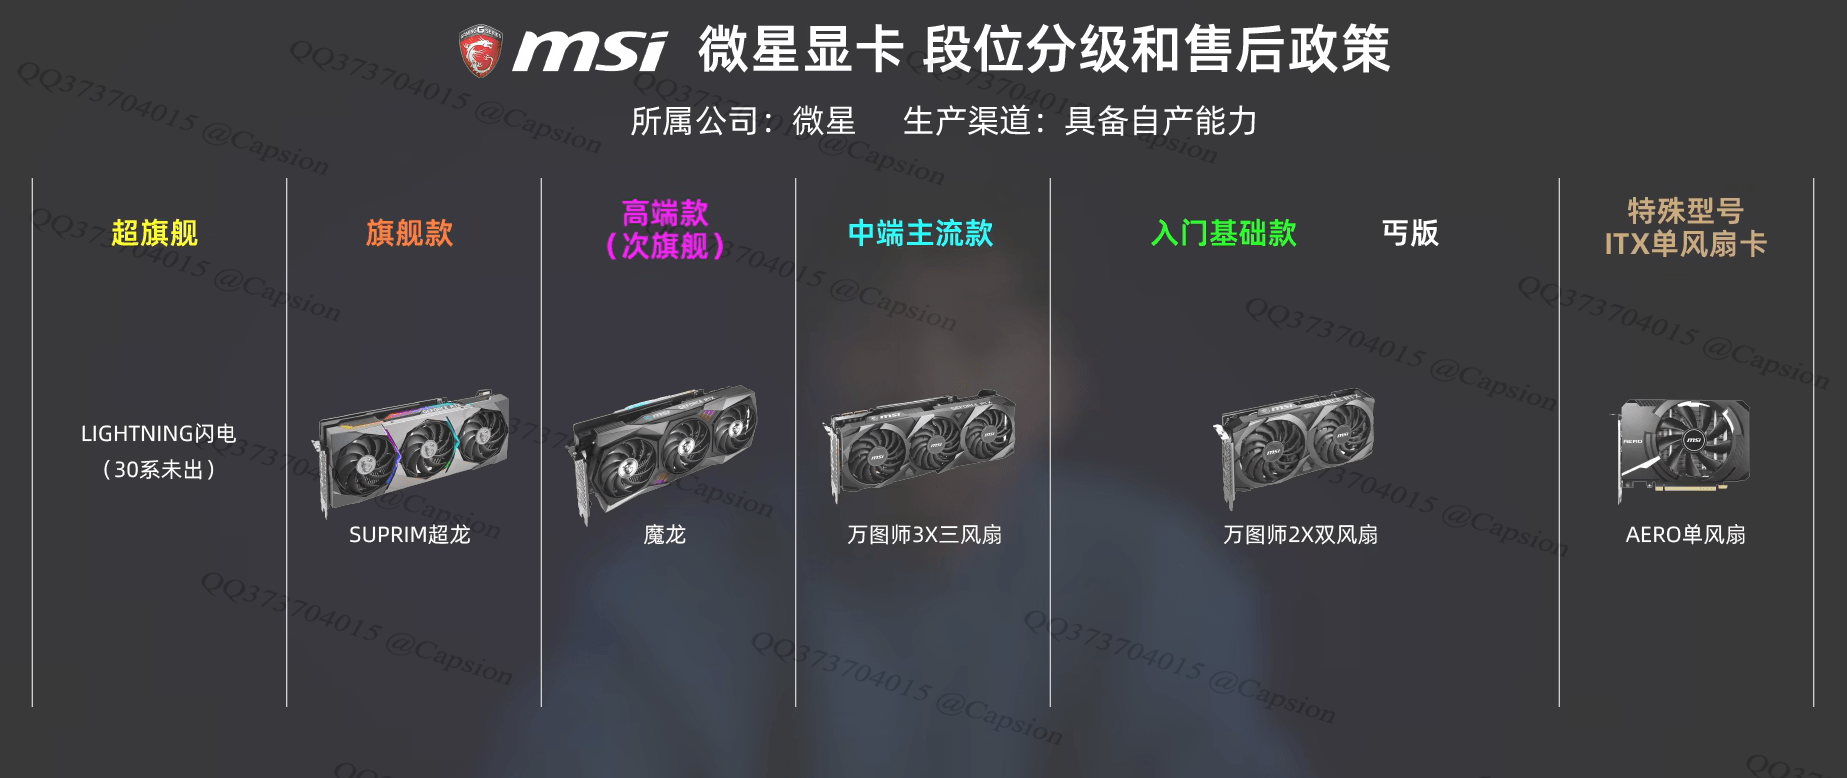 msi 微星显卡 段位分级和售后政策
所属公司：微星 生产渠道：具备自产能力
超旗舰
旗舰款
高端款
（次旗舰）
中端主流款
入门基础款
丐版
特殊型号
ITX单风扇卡
LIGHTNING闪电
（30系未出）
SUPRIM超龙
魔龙
万图师3X三风扇
万图师2X双风扇
AERO单风扇
QQ373704015 @Capsion